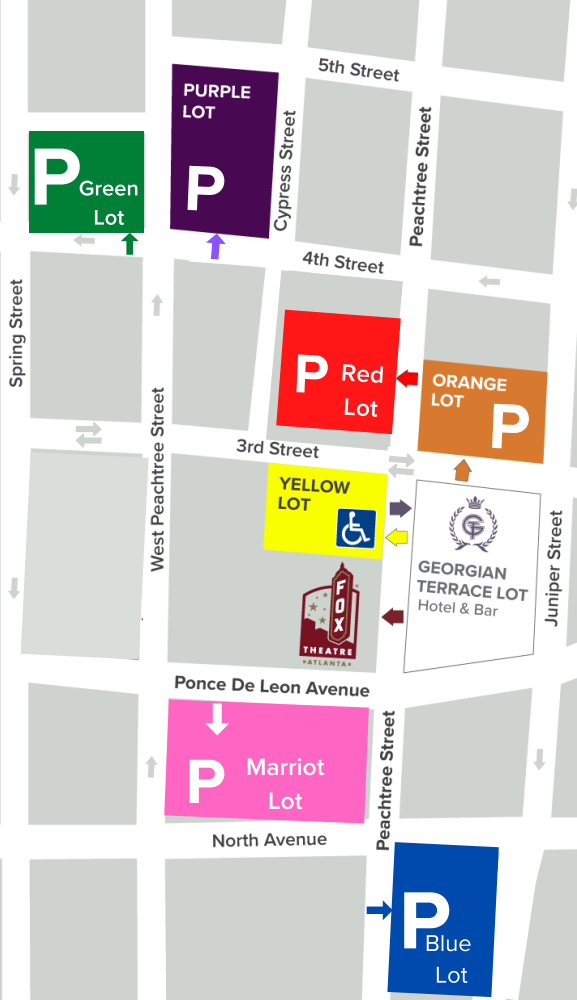 5th Street
PURPLE
LOT
P
Cypress Street
Peachtree Street
P Green
Lot
4th Street
Spring Street
P Red
Lot
ORANGE
LOT
P
West Peachtree Street
3rd Street
YELLOW
LOT
GT
GEORGIAN
TERRACE LOT
Hotel & Bar
Juniper Street
FOX
THEATRE
•ATLANTA•
Ponce De Leon Avenue
P Marriot
Lot
Peachtree Street
North Avenue
P Blue
Lot